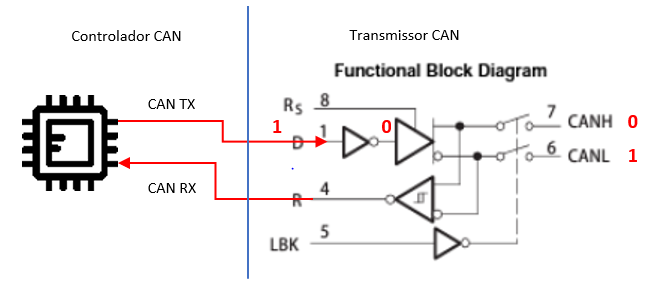 Controlador CAN
Transmissor CAN
Functional Block Diagram
CAN TX
RS 8
1 D 1 0
7 CANH 0
6 CANL 1
CAN RX
R 4
LBK 5